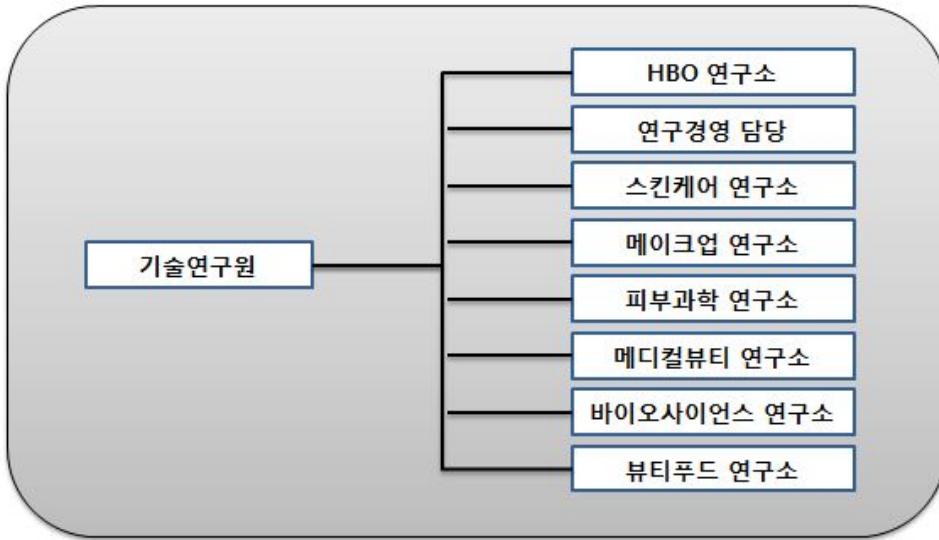 HBO 연구소
연구경영 담당
스킨케어 연구소
메이크업 연구소
기술연구원
피부과학 연구소
메디컬뷰티 연구소
바이오사이언스 연구소
뷰티푸드 연구소